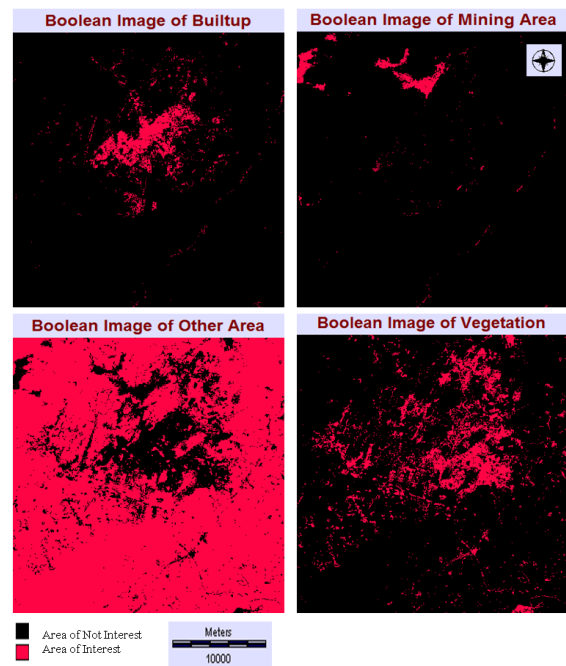 Boolean Image of Builtup
Boolean Image of Mining Area
Boolean Image of Other Area
Boolean Image of Vegetation
Area of Not Interest
Area of Interest
Meters
10000